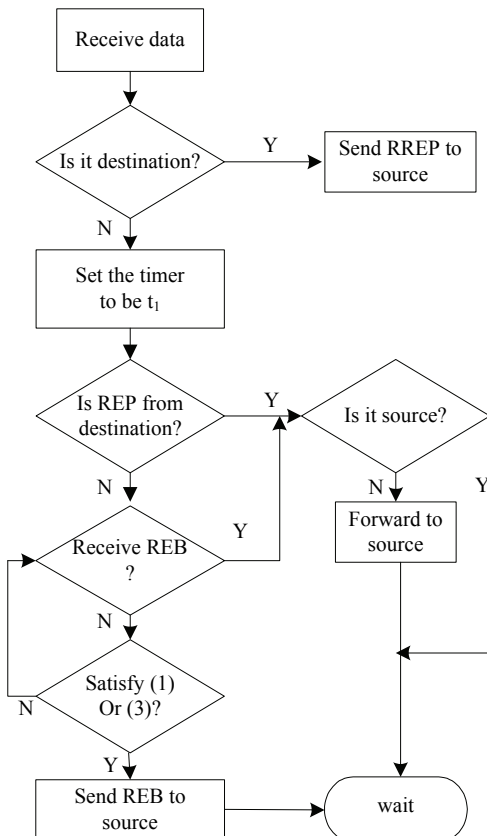 Receive data
Is it destination?
Y
Send RREP to
source
N
Set the timer
to be t₁
Is REP from
destination?
Y
Is it source?
N
N
Y
Receive REB
?
Y
Forward to
source
N
Satisfy (1)
Or (3)?
N
Y
Send REB to
source
wait